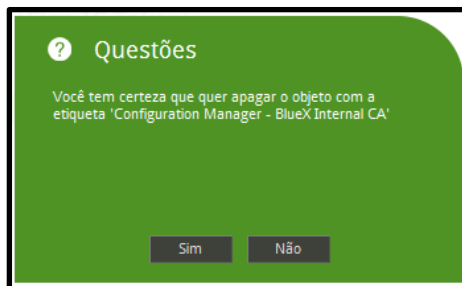 ? Questões
Você tem certeza que quer apagar o objeto com a
etiqueta 'Configuration Manager - BlueX Internal CA'
Sim Não